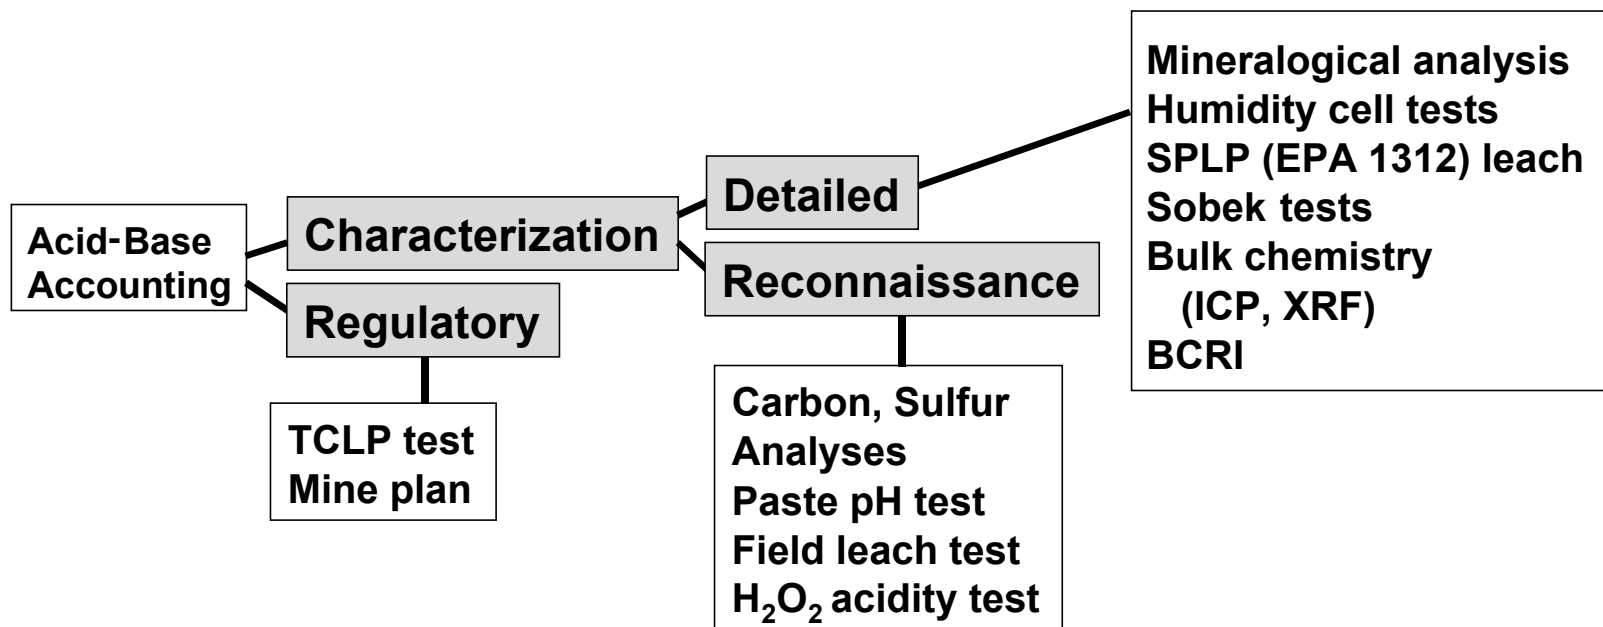 Acid-Base
Accounting
Characterization
Regulatory
TCLP test
Mine plan
Detailed
Reconnaissance
Carbon, Sulfur
Analyses
Paste pH test
Field leach test
H₂O₂ acidity test
Mineralogical analysis
Humidity cell tests
SPLP (EPA 1312) leach
Sobek tests
Bulk chemistry
(ICP, XRF)
BCRI